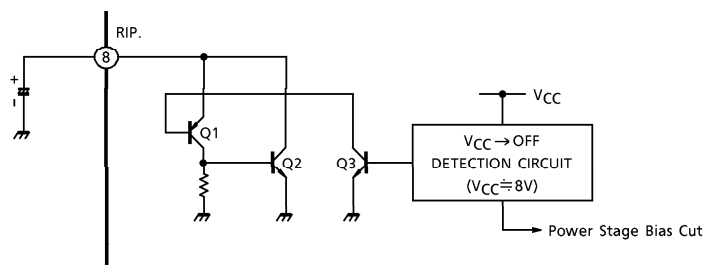 RIP.
8
+
-
VCC
Q1
Q2
Q3
VCC→OFF
DETECTION CIRCUIT
(VCC≒8V)
Power Stage Bias Cut